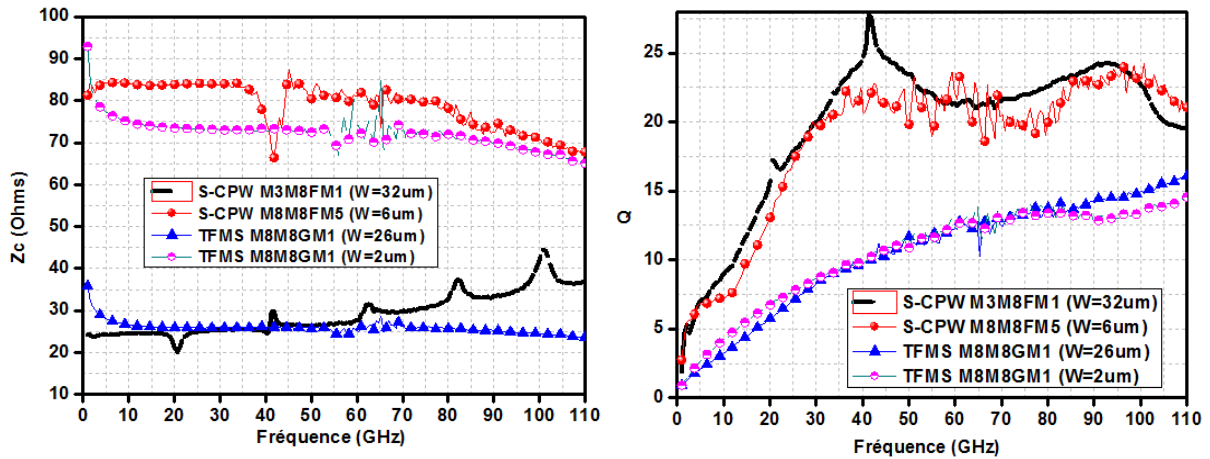 100
90
80
70
60
50
40
30
20
10
Zc (Ohms)
S-CPW M3M8FM1 (W=32um)
S-CPW M8M8FM5 (W=6um)
TFMS M8M8GM1 (W=26um)
TFMS M8M8GM1 (W=2um)
0 10 20 30 40 50 60 70 80 90 100 110
Fréquence (GHz)
25
20
15
10
5
0
Q
S-CPW M3M8FM1 (W=32um)
S-CPW M8M8FM5 (W=6um)
TFMS M8M8GM1 (W=26um)
TFMS M8M8GM1 (W=2um)
0 10 20 30 40 50 60 70 80 90 100 110
Fréquence (GHz)